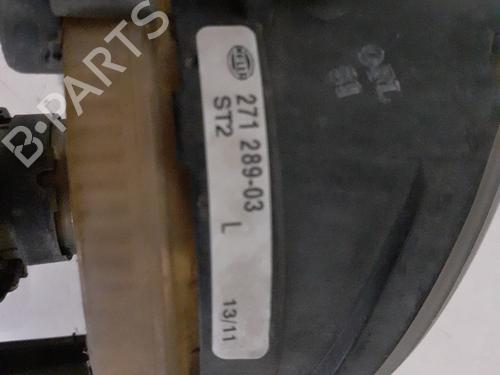 HELLA
271 289-03
ST2
L
13/11
B-PARTS